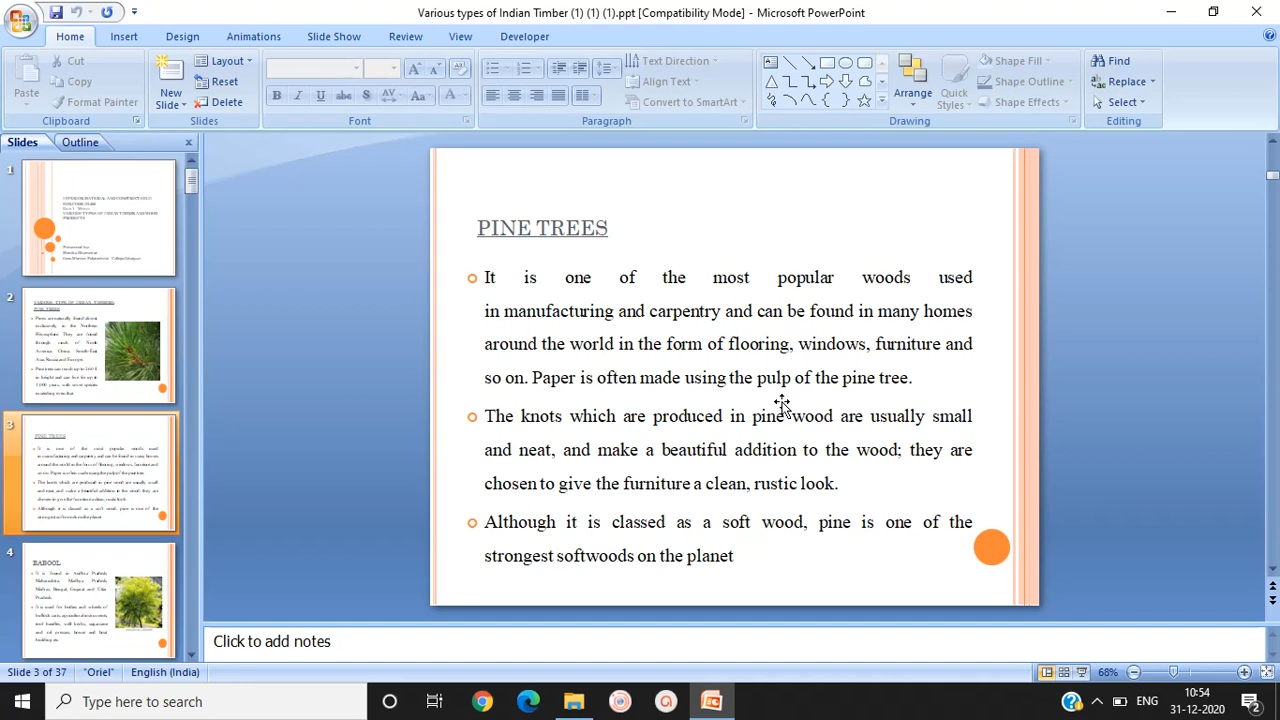 Various types of Indian Timber (1) (1) (1).ppt [Compatibility Mode] - Microsoft PowerPoint
Home Insert Design Animations Slide Show Review View Developer
Paste
Cut
Copy
Format Painter
Clipboard
New Slide
Layout
Reset
Delete
Slides
Font
Text Direction
Align Text
Convert to SmartArt
Paragraph
Arrange
Quick Styles
Shape Fill
Shape Outline
Shape Effects
Drawing
Find
Replace
Select
Editing
Slides Outline
1
2
3
PINE TREES
4
BABOOL
PINE TREES
It is one of the most popular woods used
in manufacturing and carpentry and can be found in many homes
around the world in the form of flooring, windows, furniture and
so on. Paper is often made using the pulp of the pine tree.
The knots which are produced in pine wood are usually small
and neat, and make a beautiful addition in the wood; they are
chosen to give the furniture a clean, rustic look.
Although it is classed as a soft wood, pine is one of the
strongest softwoods on the planet
Click to add notes
Slide 3 of 37 "Oriel" English (India) 68%
Type here to search
ENG
10:54
31-12-2020
2